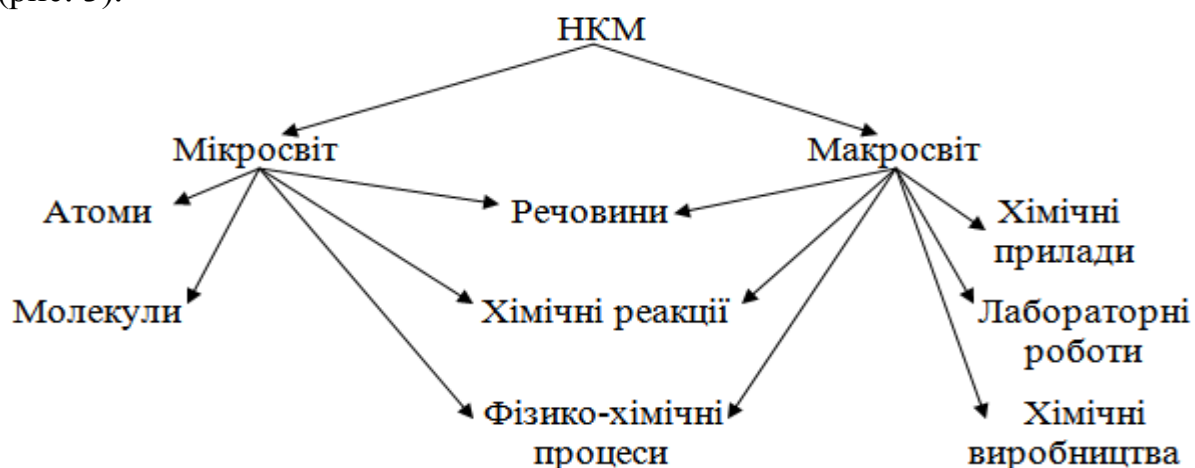 (рис. 3).
НКМ
Мікросвіт
Макросвіт
Атоми
Речовини
Хімічні
прилади
Молекули
Хімічні реакції
Лабораторні
роботи
Фізико-хімічні
процеси
Хімічні
виробництва